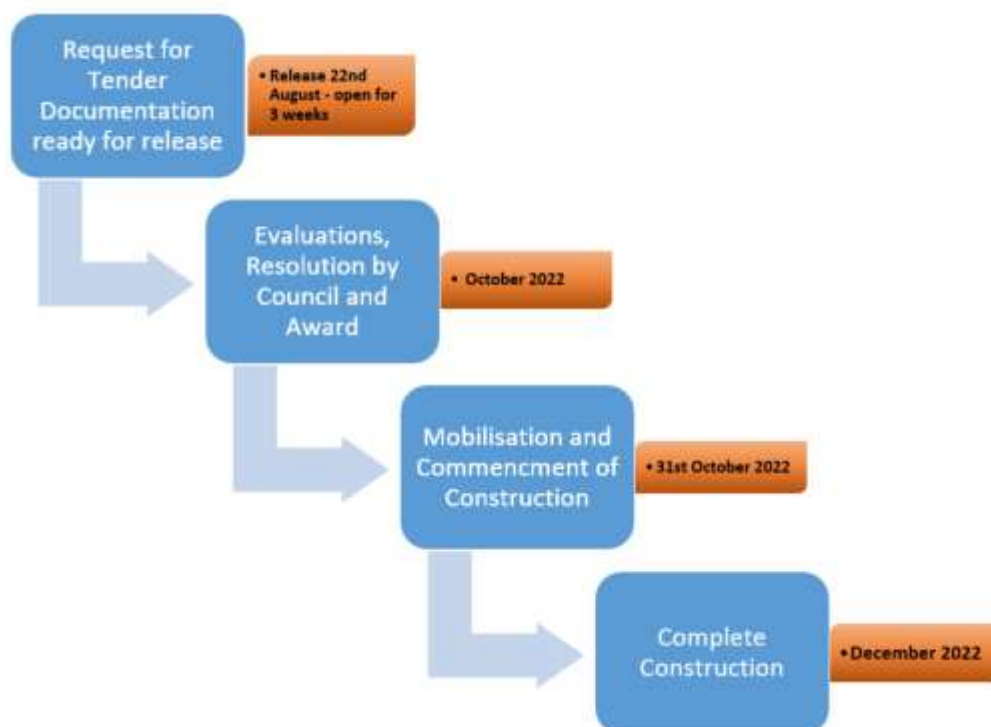 Request for
Tender
Documentation
ready for release
• Release 22nd
August - open for
3 weeks
Evaluations,
Resolution by
Council and
Award
• October 2022
Mobilisation and
Commencment of
Construction
• 31st October 2022
Complete
Construction
• December 2022